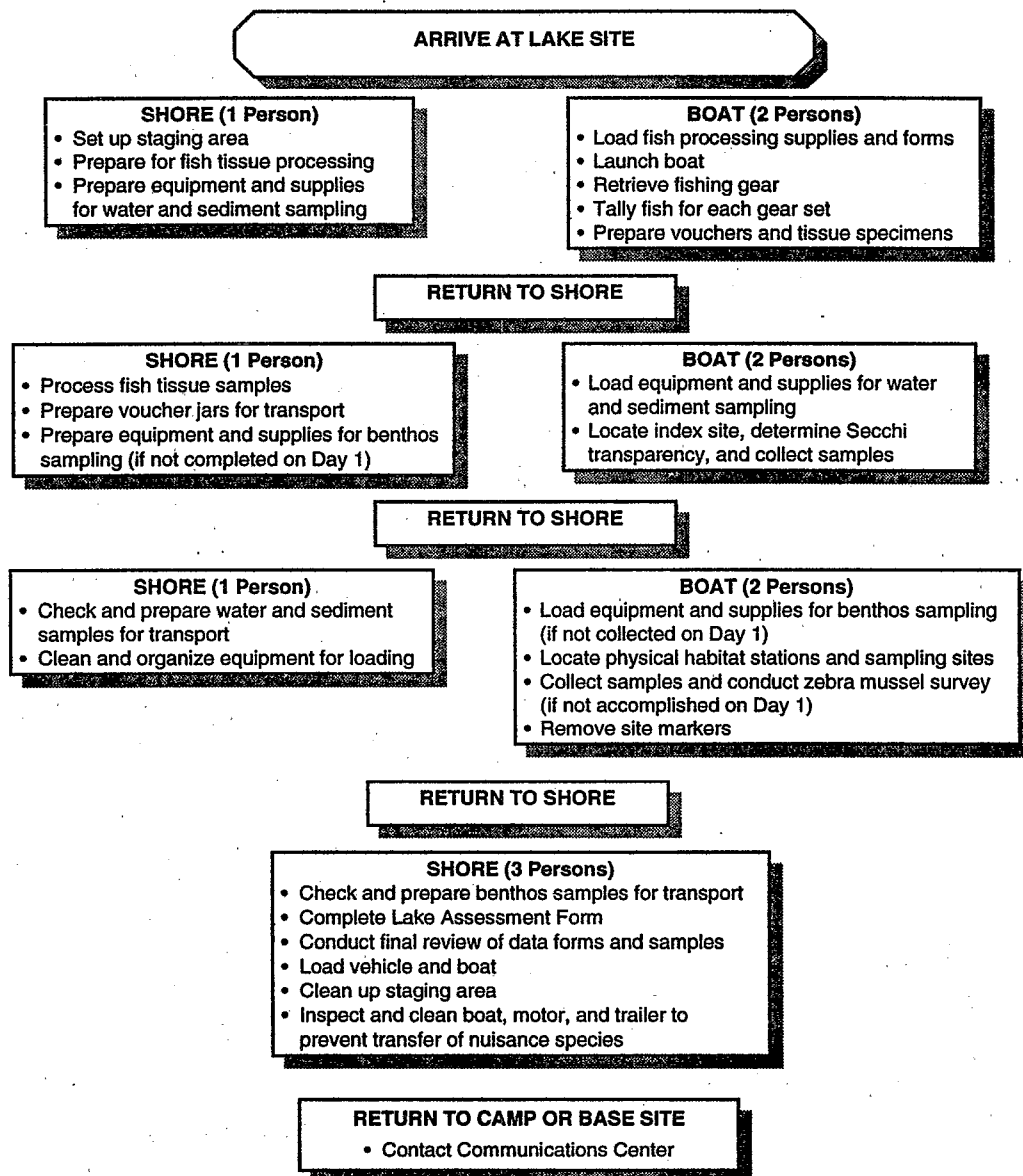 ARRIVE AT LAKE SITE
SHORE (1 Person)
• Set up staging area
• Prepare for fish tissue processing
• Prepare equipment and supplies
for water and sediment sampling
BOAT (2 Persons)
• Load fish processing supplies and forms
• Launch boat
• Retrieve fishing gear
• Tally fish for each gear set
• Prepare vouchers and tissue specimens
RETURN TO SHORE
SHORE (1 Person)
• Process fish tissue samples
• Prepare voucher jars for transport
• Prepare equipment and supplies for benthos
sampling (if not completed on Day 1)
BOAT (2 Persons)
• Load equipment and supplies for water
and sediment sampling
• Locate index site, determine Secchi
transparency, and collect samples
RETURN TO SHORE
SHORE (1 Person)
• Check and prepare water and sediment
samples for transport
• Clean and organize equipment for loading
BOAT (2 Persons)
• Load equipment and supplies for benthos sampling
(if not collected on Day 1)
• Locate physical habitat stations and sampling sites
• Collect samples and conduct zebra mussel survey
(if not accomplished on Day 1)
• Remove site markers
RETURN TO SHORE
SHORE (3 Persons)
• Check and prepare benthos samples for transport
• Complete Lake Assessment Form
• Conduct final review of data forms and samples
• Load vehicle and boat
• Clean up staging area
• Inspect and clean boat, motor, and trailer to
prevent transfer of nuisance species
RETURN TO CAMP OR BASE SITE
• Contact Communications Center